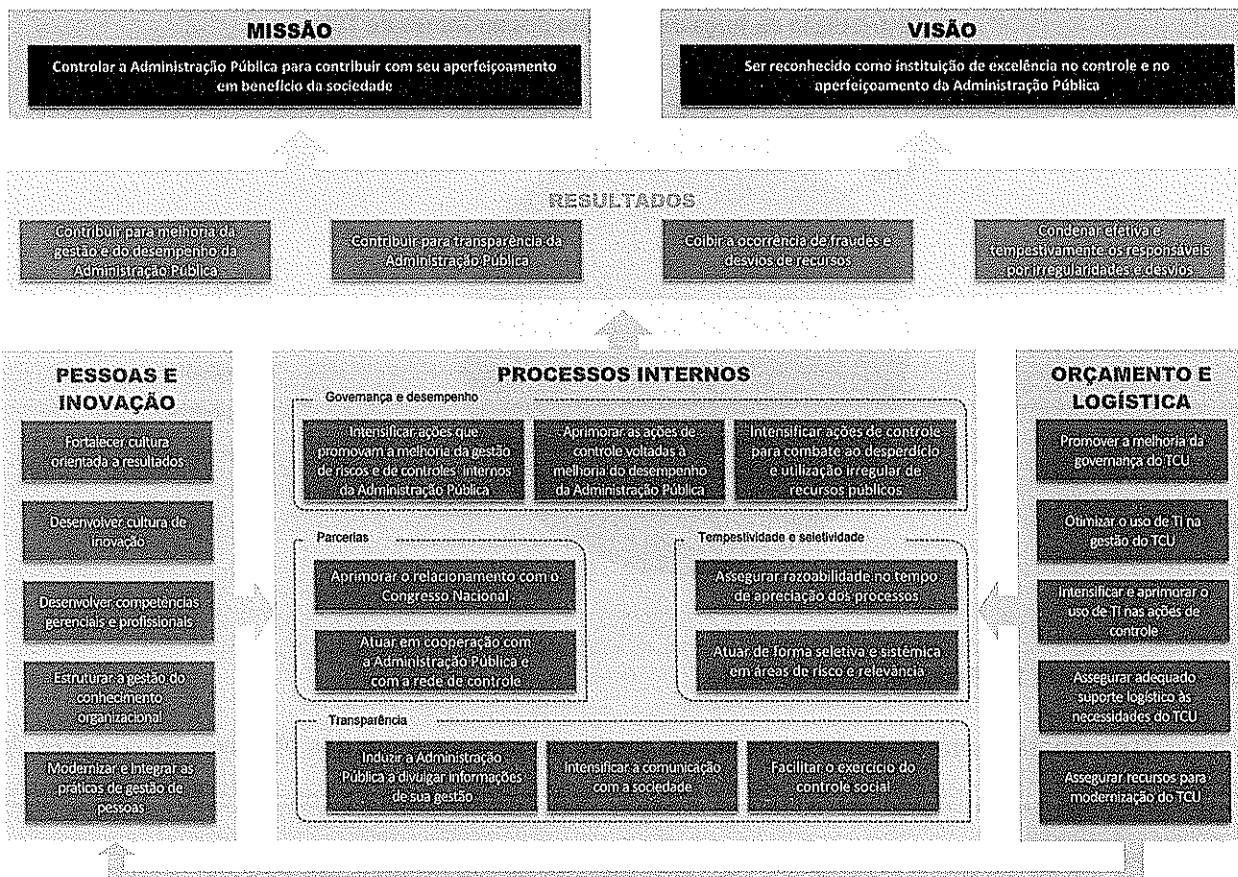 MISSÃO
Controlar a Administração Pública para contribuir com seu aperfeiçoamento
em benefício da sociedade
VISÃO
Ser reconhecido como instituição de excelência no controle e no
aperfeiçoamento da Administração Pública
RESULTADOS
Contribuir para melhoria da
gestão e do desempenho da
Administração Pública
Contribuir para transparência da
Administração Pública
Coibir a ocorrência de fraudes e
desvios de recursos
Condenar efetiva e
tempestivamente os responsáveis
por irregularidades e desvios
PESSOAS E
INOVAÇÃO
Fortalecer cultura
orientada a resultados
Desenvolver cultura de
inovação
Desenvolver competências
gerenciais e profissionais
Estruturar a gestão do
conhecimento
organizacional
Modernizar e integrar as
práticas de gestão de
pessoas
PROCESSOS INTERNOS
Governança e desempenho
Intensificar ações que
promovam a melhoria da gestão
de riscos e de controles internos
da Administração Pública
Aprimorar as ações de
controle voltadas à
melhoria do desempenho
da Administração Pública
Intensificar ações de controle
para combate ao desperdício
e utilização irregular de
recursos públicos
Parcerias
Aprimorar o relacionamento com o
Congresso Nacional
Atuar em cooperação com
a Administração Pública e
com a rede de controle
Tempestividade e seletividade
Assegurar razoabilidade no tempo
de apreciação dos processos
Atuar de forma seletiva e sistêmica
em áreas de risco e relevância
Transparência
Induzir a Administração
Pública a divulgar informações
de sua gestão
Intensificar a comunicação
com a sociedade
Facilitar o exercício do
controle social
ORÇAMENTO E
LOGÍSTICA
Promover a melhoria da
governança do TCU
Otimizar o uso de TI na
gestão do TCU
Intensificar e aprimorar o
uso de TI nas ações de
controle
Assegurar adequado
suporte logístico às
necessidades do TCU
Assegurar recursos para
modernização do TCU